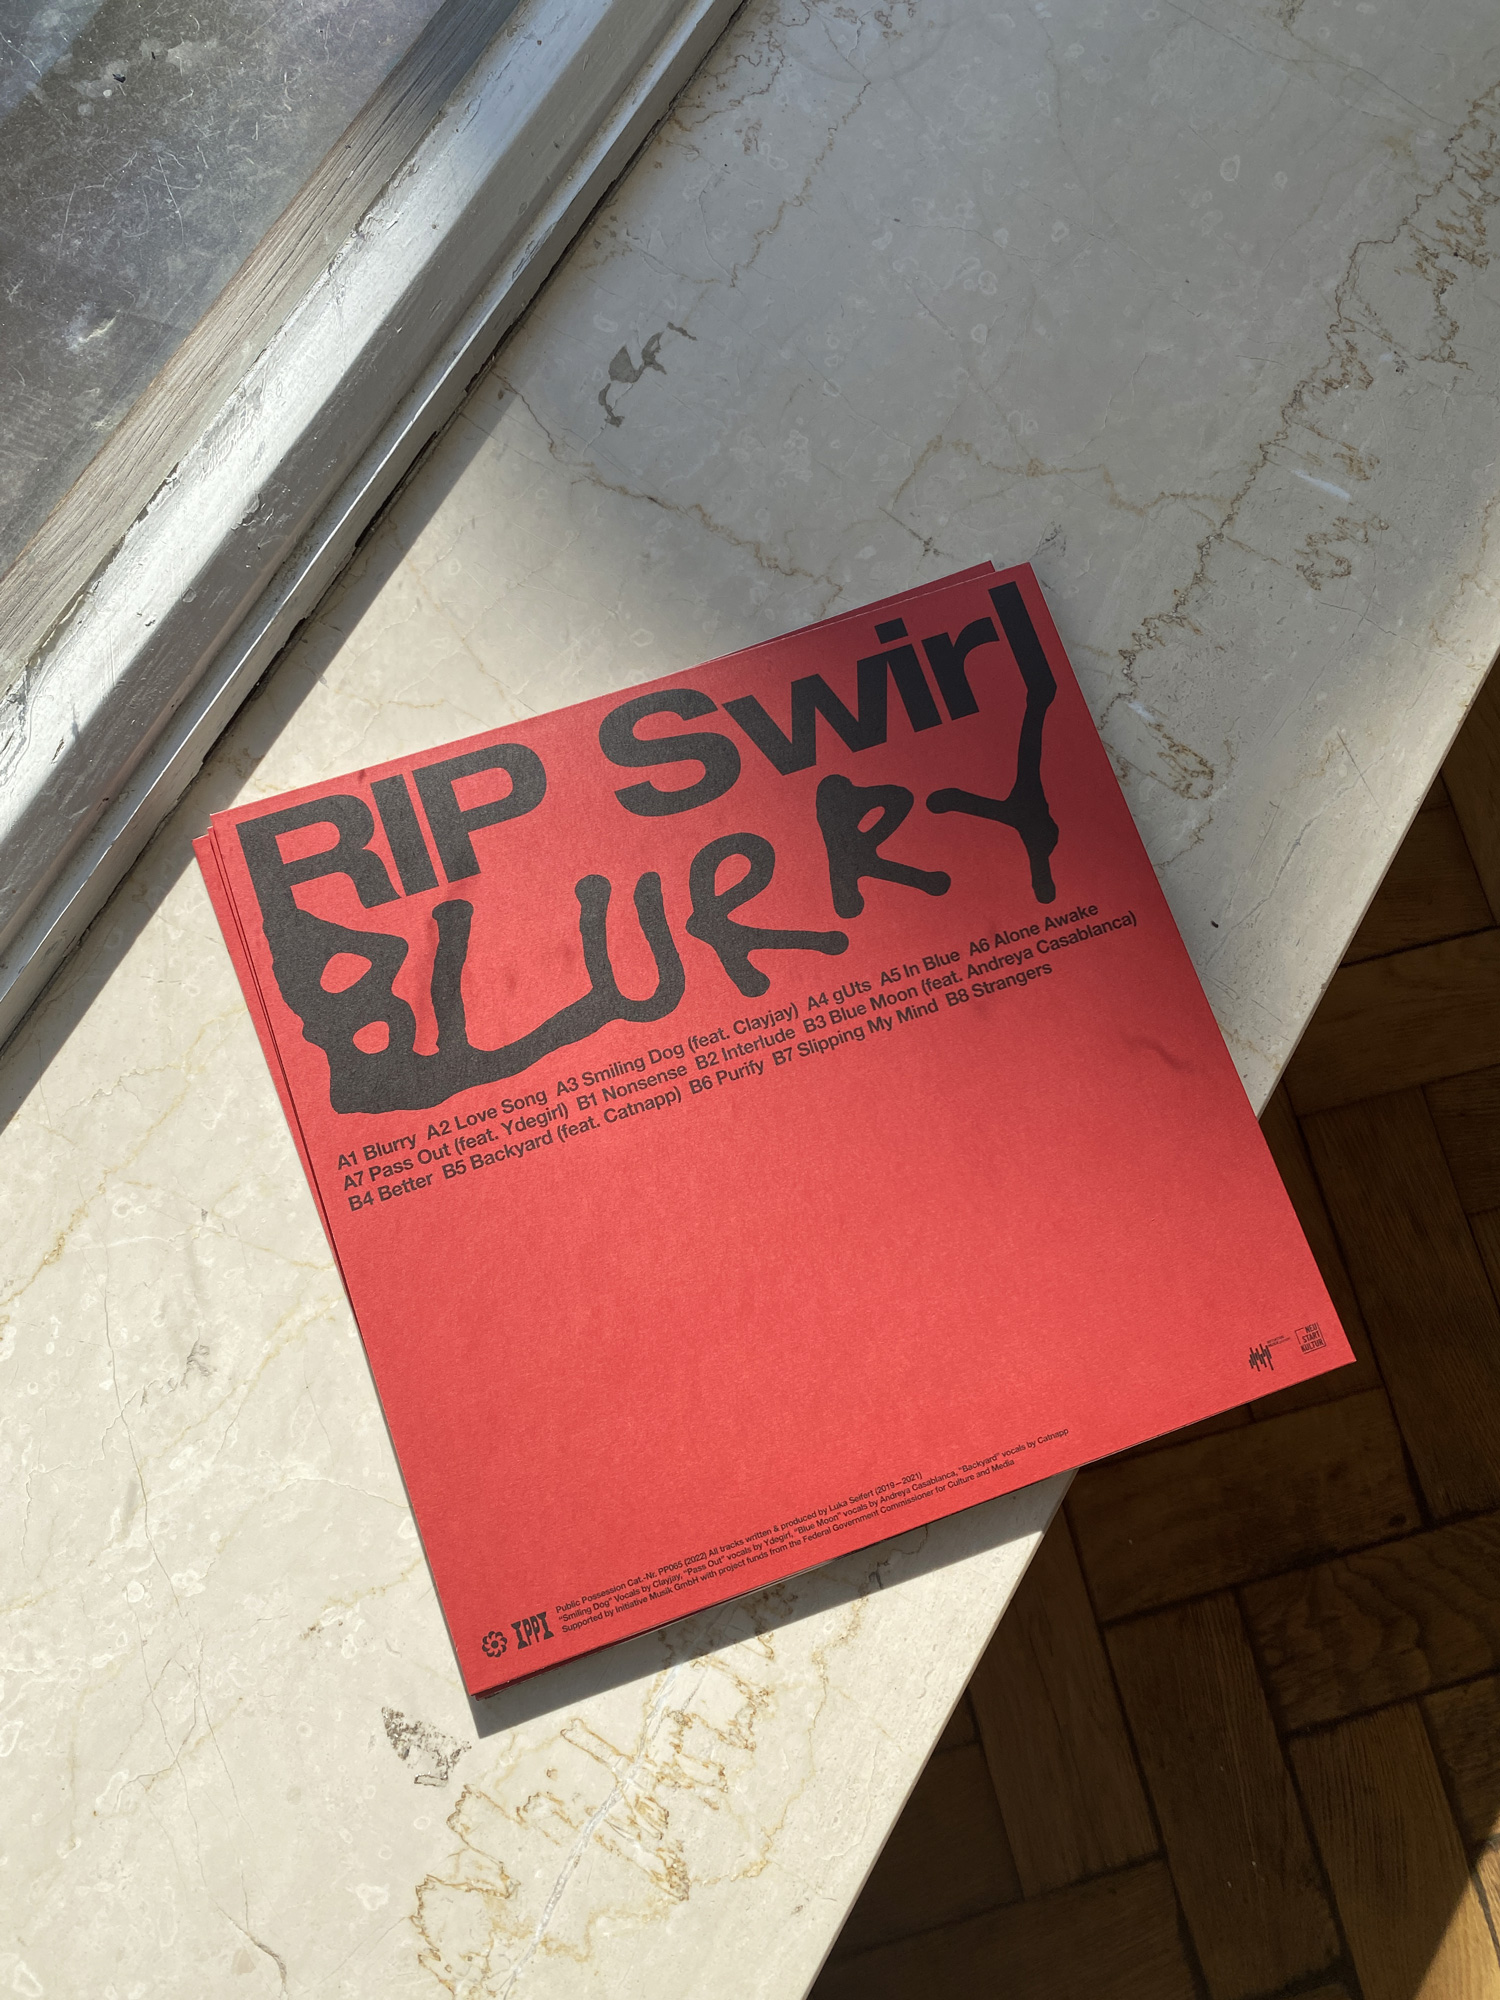 RIP Swirl
BLURRY
A1 Blurry A2 Love Song A3 Smiling Dog (feat. Clayjay) A4 gUts A5 In Blue A6 Alone Awake
A7 Pass Out (feat. Ydegirl) B1 Nonsense B2 Interlude B3 Blue Moon (feat. Andreya Casablanca)
B4 Better B5 Backyard (feat. Catnapp) B6 Purify B7 Slipping My Mind B8 Strangers
NEU
START
KULTUR
Public Possession Cat.-Nr. PP065 (2022) All tracks written & produced by Luka Seifert (2019—2021)
"Smiling Dog" Vocals by Clayjay, "Pass Out" vocals by Ydegirl, "Blue Moon" vocals by Andreya Casablanca, "Backyard" vocals by Catnapp
Supported by Initiative Musik GmbH with project funds from the Federal Government Commissioner for Culture and Media